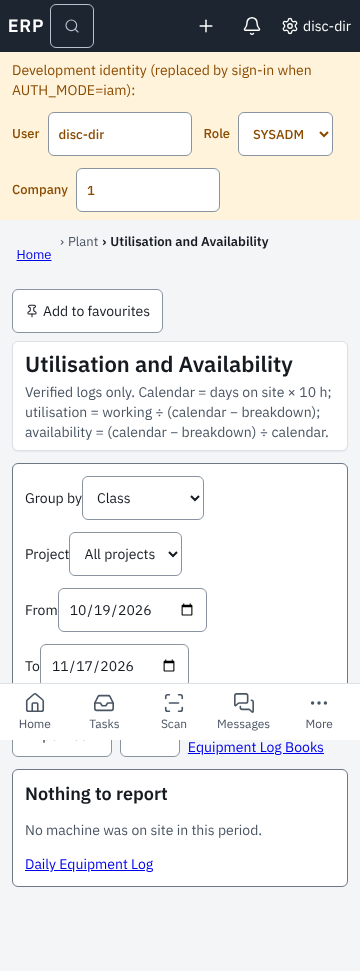 ERP
disc-dir
Development identity (replaced by sign-in when
AUTH_MODE=iam):
User disc-dir Role SYSADM
Company 1
Home › Plant › Utilisation and Availability
Add to favourites
Utilisation and Availability
Verified logs only. Calendar = days on site × 10 h;
utilisation = working ÷ (calendar − breakdown);
availability = (calendar − breakdown) ÷ calendar.
Group by Class
Project All projects
From 10/19/2026
To 11/17/2026
Home Tasks Scan Messages More
Equipment Log Books
Nothing to report
No machine was on site in this period.
Daily Equipment Log